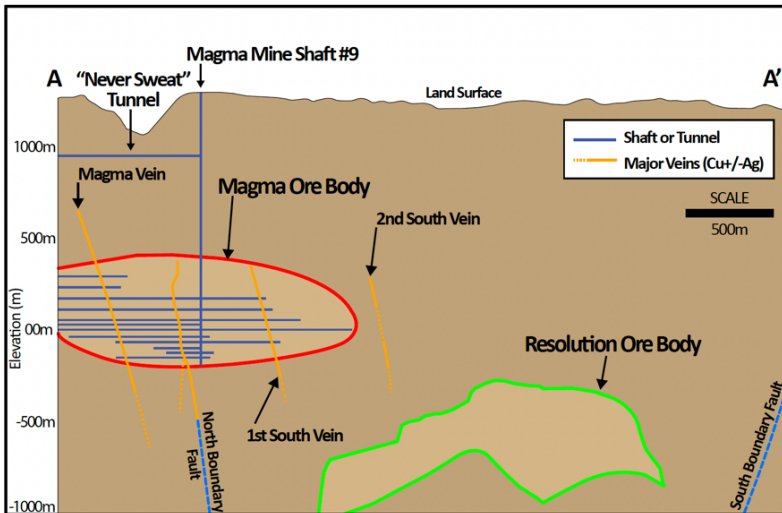 Magma Mine Shaft #9
A
"Never Sweat"
Tunnel
Land Surface
A'
1000m
Shaft or Tunnel
Major Veins (Cu+/-Ag)
Magma Vein
Magma Ore Body
SCALE
500m
2nd South Vein
500m
Elevation (m)
00m
Resolution Ore Body
-500m
1st South Vein
North Boundary
Fault
South Boundary Fault
-1000m